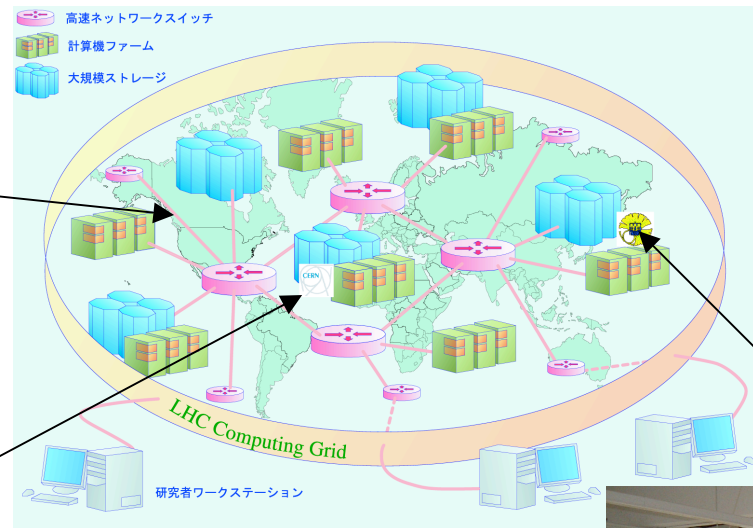 高速ネットワークスイッチ
計算機ファーム
大規模ストレージ
CERN
LHC Computing Grid
研究者ワークステーション